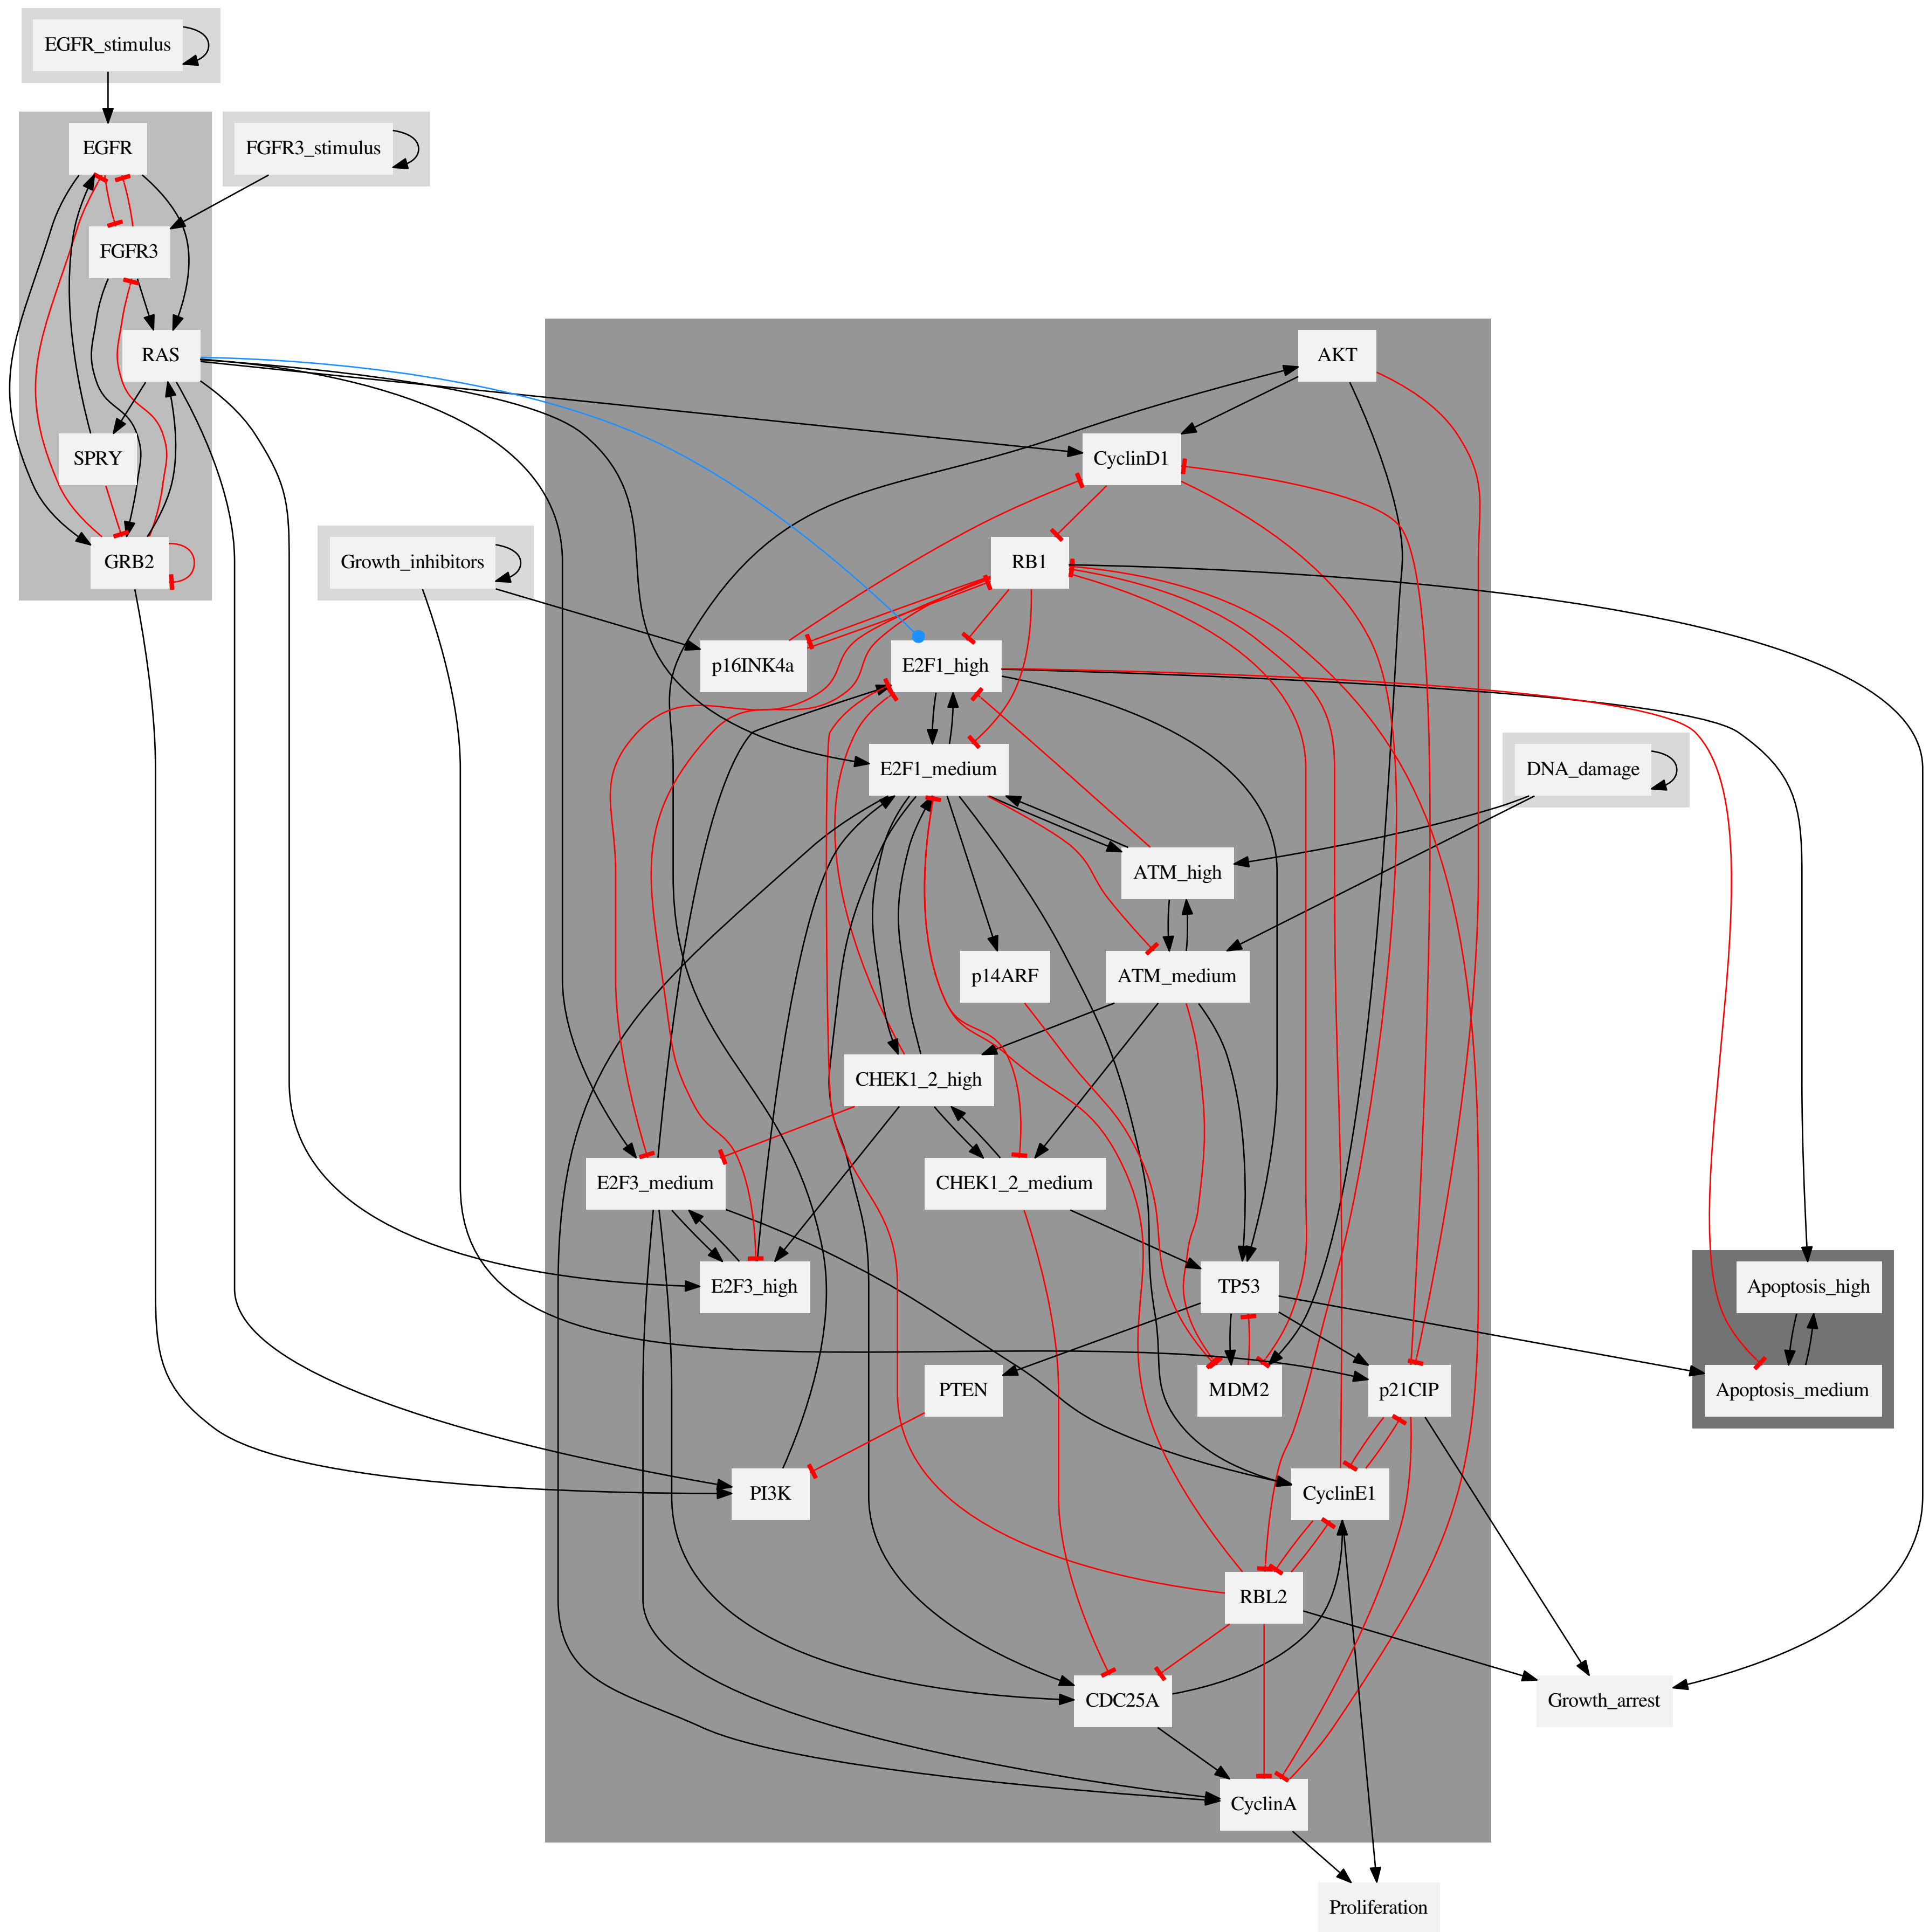 EGFR_stimulus
EGFR
FGFR3_stimulus
FGFR3
RAS
AKT
SPRY
CyclinD1
GRB2
Growth_inhibitors
RB1
p16INK4a
E2F1_high
E2F1_medium
DNA_damage
ATM_high
p14ARF
ATM_medium
CHEK1_2_high
E2F3_medium
CHEK1_2_medium
E2F3_high
TP53
Apoptosis_high
PTEN
MDM2
p21CIP
Apoptosis_medium
PI3K
CyclinE1
RBL2
CDC25A
Growth_arrest
CyclinA
Proliferation